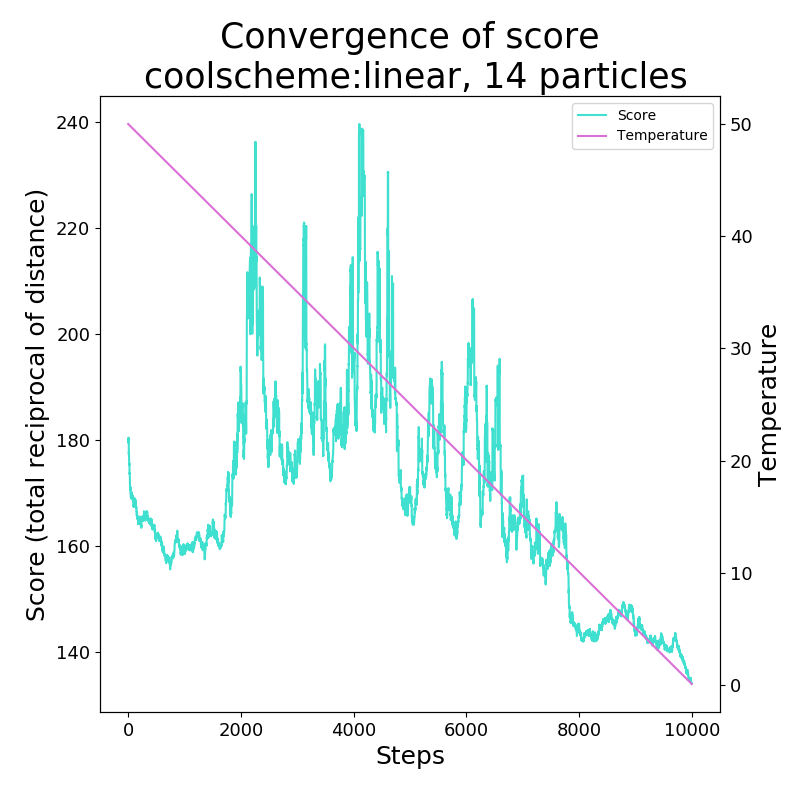 Convergence of score
coolscheme:linear, 14 particles
Score
Temperature
240
220
200
180
160
140
Score (total reciprocal of distance)
50
40
30
20
10
0
Temperature
0
2000
4000
6000
8000
10000
Steps